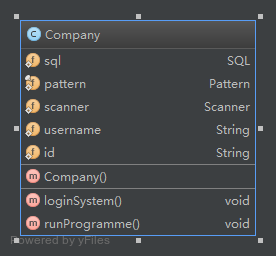 C Company
f sql SQL
f pattern Pattern
f scanner Scanner
f username String
f id String
m Company()
m loginSystem() void
m runProgramme() void
Powered by yFiles